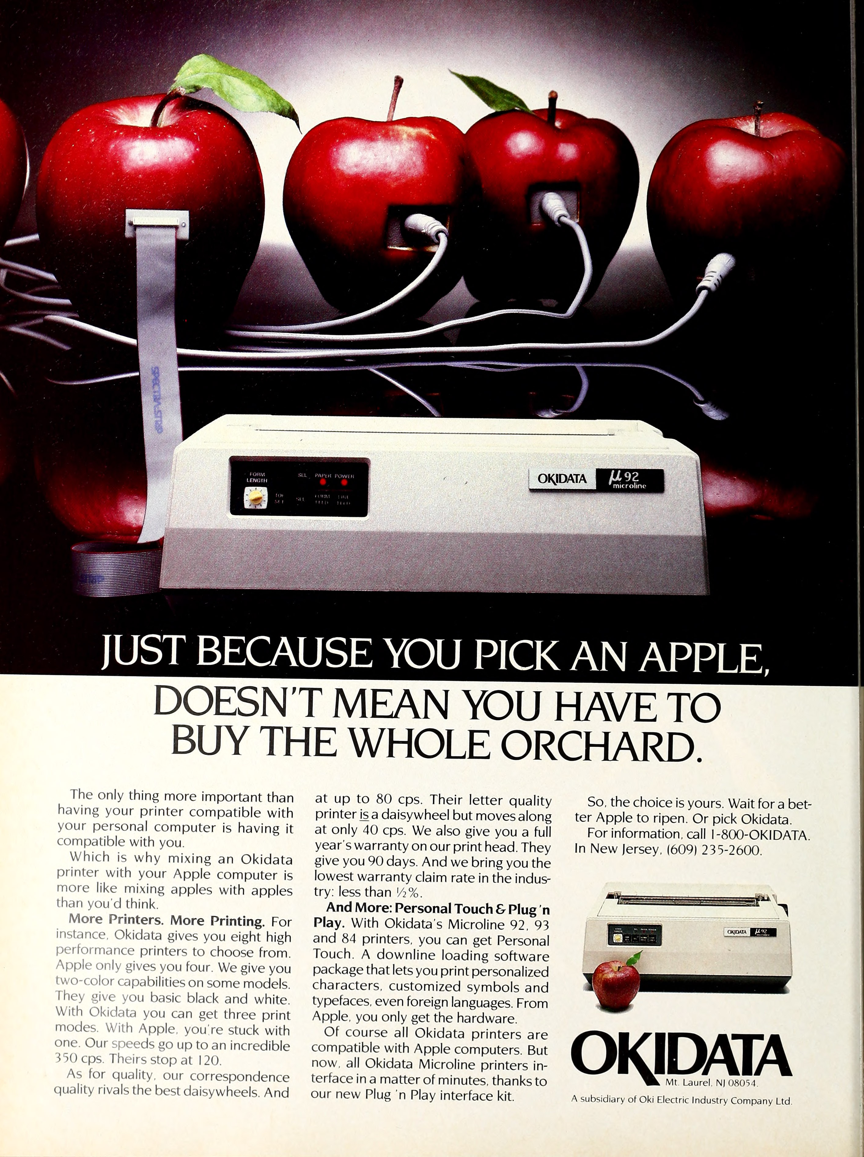 SPECTRA-STRIP
FORM
LENGTH
SEL
PAPER
POWER
TOF
SET
SEL
FORM
FEED
LINE
FEED
OKIDATA
µ 92
microline
STRIP
JUST BECAUSE YOU PICK AN APPLE,
DOESN'T MEAN YOU HAVE TO
BUY THE WHOLE ORCHARD.
The only thing more important than
having your printer compatible with
your personal computer is having it
compatible with you.
Which is why mixing an Okidata
printer with your Apple computer is
more like mixing apples with apples
than you'd think.
More Printers. More Printing. For
instance, Okidata gives you eight high
performance printers to choose from.
Apple only gives you four. We give you
two-color capabilities on some models.
They give you basic black and white.
With Okidata you can get three print
modes. With Apple, you're stuck with
one. Our speeds go up to an incredible
350 cps. Theirs stop at 120.
As for quality, our correspondence
quality rivals the best daisywheels. And
at up to 80 cps. Their letter quality
printer is a daisywheel but moves along
at only 40 cps. We also give you a full
year's warranty on our print head. They
give you 90 days. And we bring you the
lowest warranty claim rate in the indus-
try: less than ½%.
And More: Personal Touch & Plug 'n
Play. With Okidata's Microline 92, 93
and 84 printers, you can get Personal
Touch. A downline loading software
package that lets you print personalized
characters, customized symbols and
typefaces, even foreign languages. From
Apple, you only get the hardware.
Of course all Okidata printers are
compatible with Apple computers. But
now, all Okidata Microline printers in-
terface in a matter of minutes, thanks to
our new Plug 'n Play interface kit.
So, the choice is yours. Wait for a bet-
ter Apple to ripen. Or pick Okidata.
For information, call 1-800-OKIDATA.
In New Jersey, (609) 235-2600.
OKIDATA
µ 92
OKIDATA
Mt. Laurel, NJ 08054.
A subsidiary of Oki Electric Industry Company Ltd.